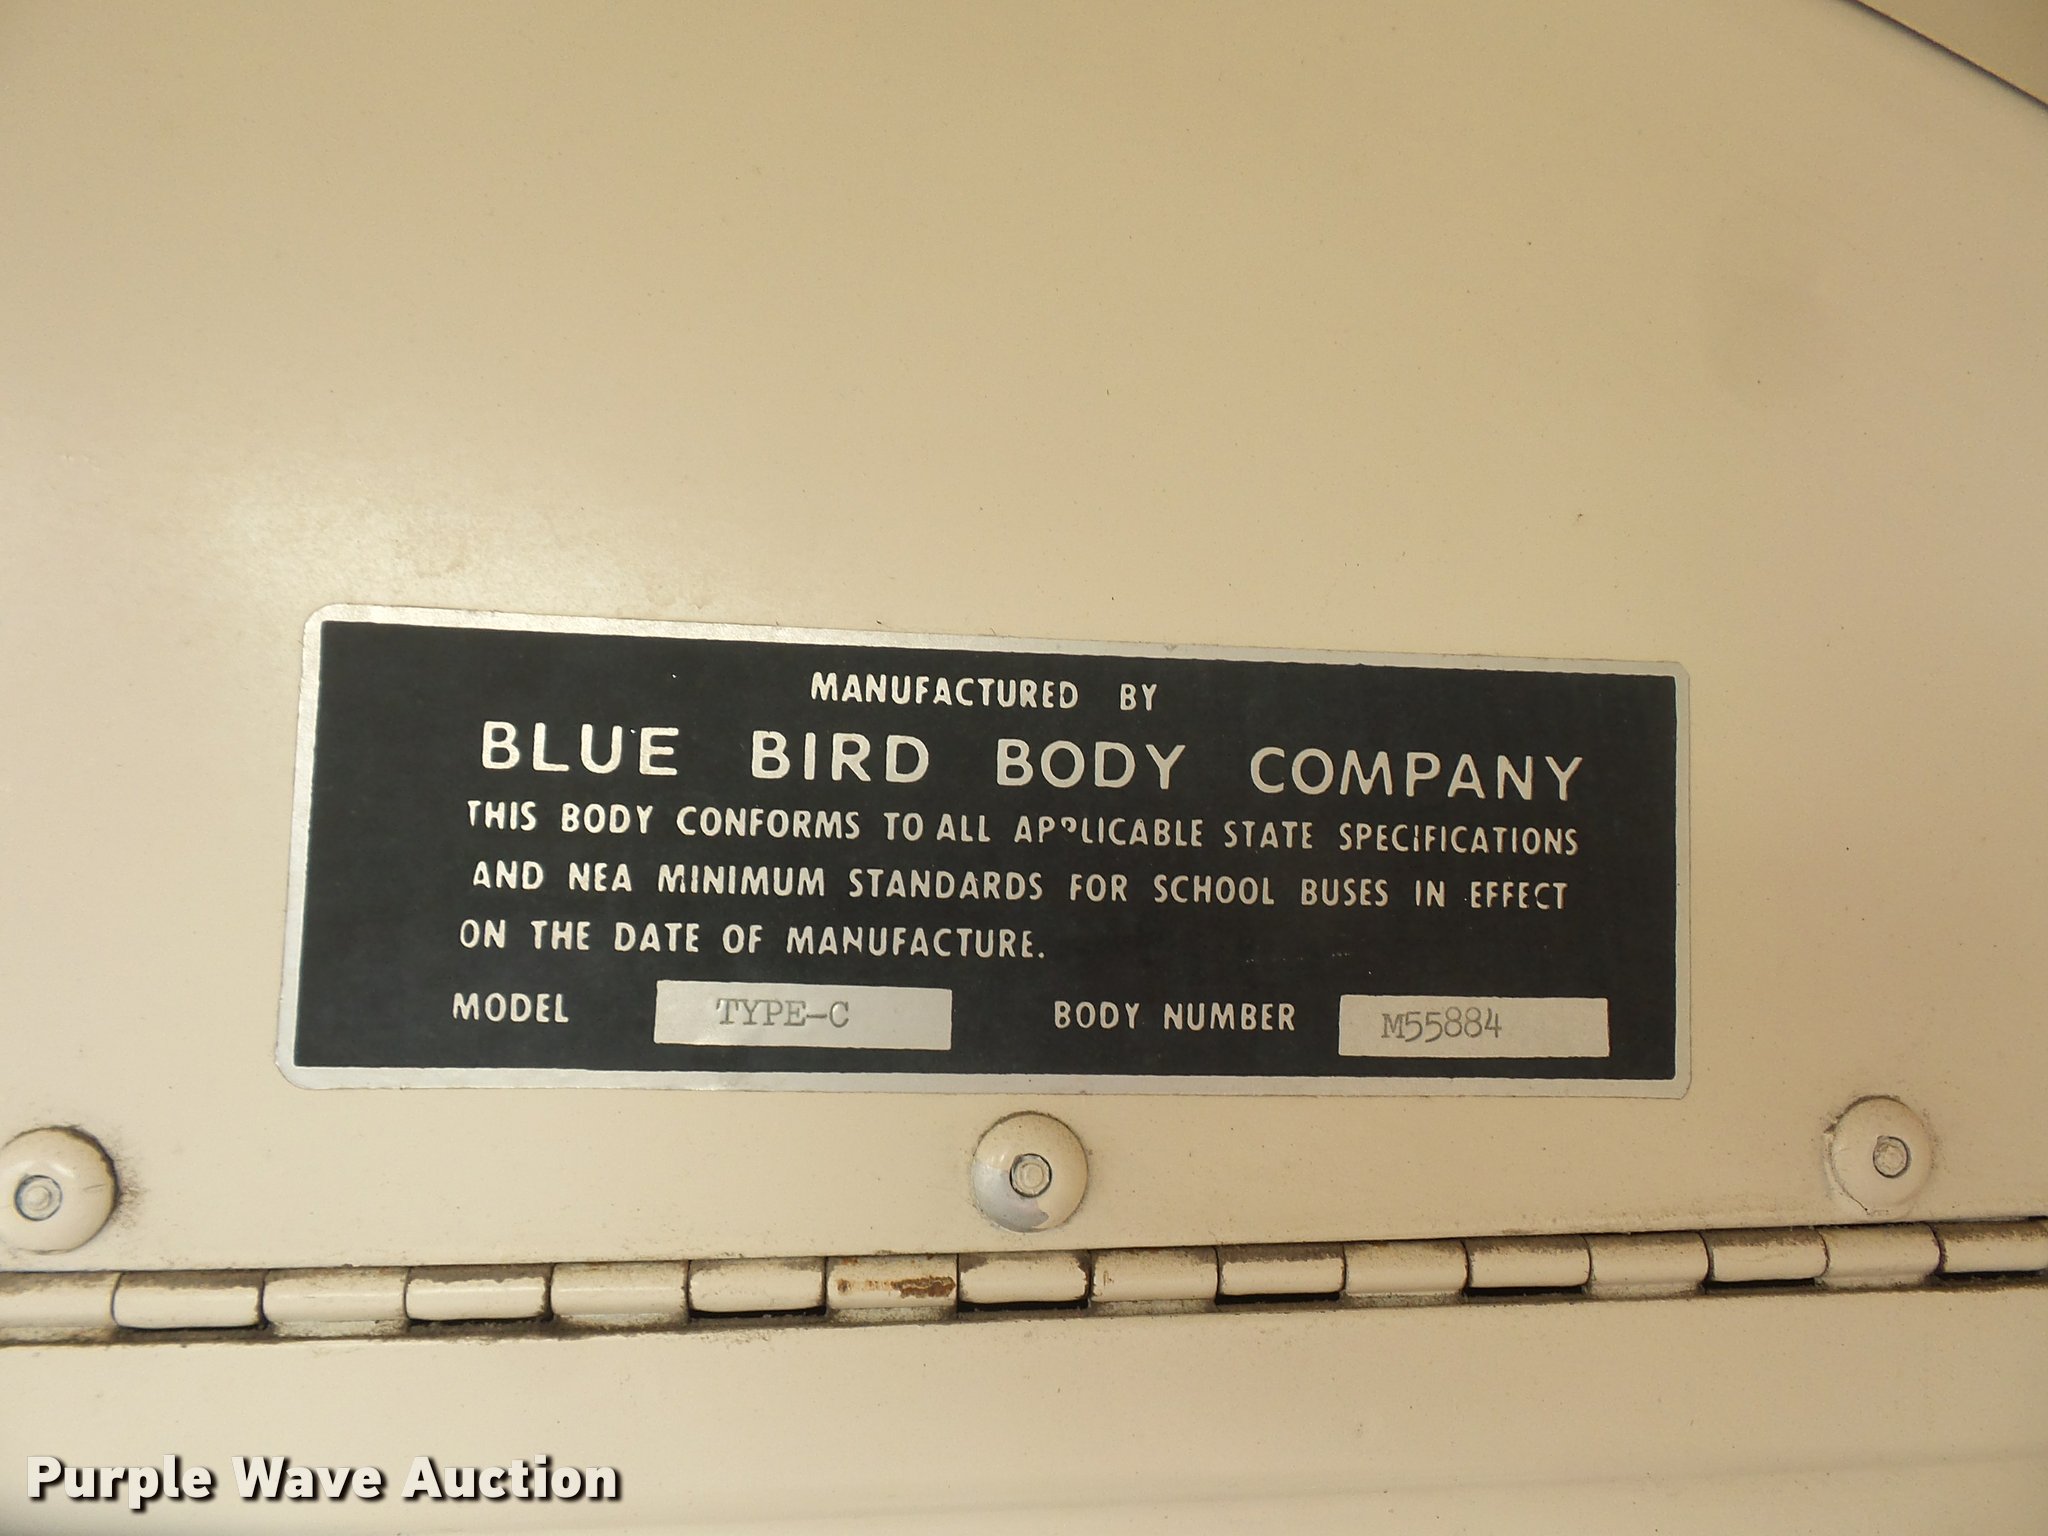 MANUFACTURED BY
BLUE BIRD BODY COMPANY
THIS BODY CONFORMS TO ALL APPLICABLE STATE SPECIFICATIONS
AND NEA MINIMUM STANDARDS FOR SCHOOL BUSES IN EFFECT
ON THE DATE OF MANUFACTURE.
MODEL TYPE-C BODY NUMBER M55884
Purple Wave Auction